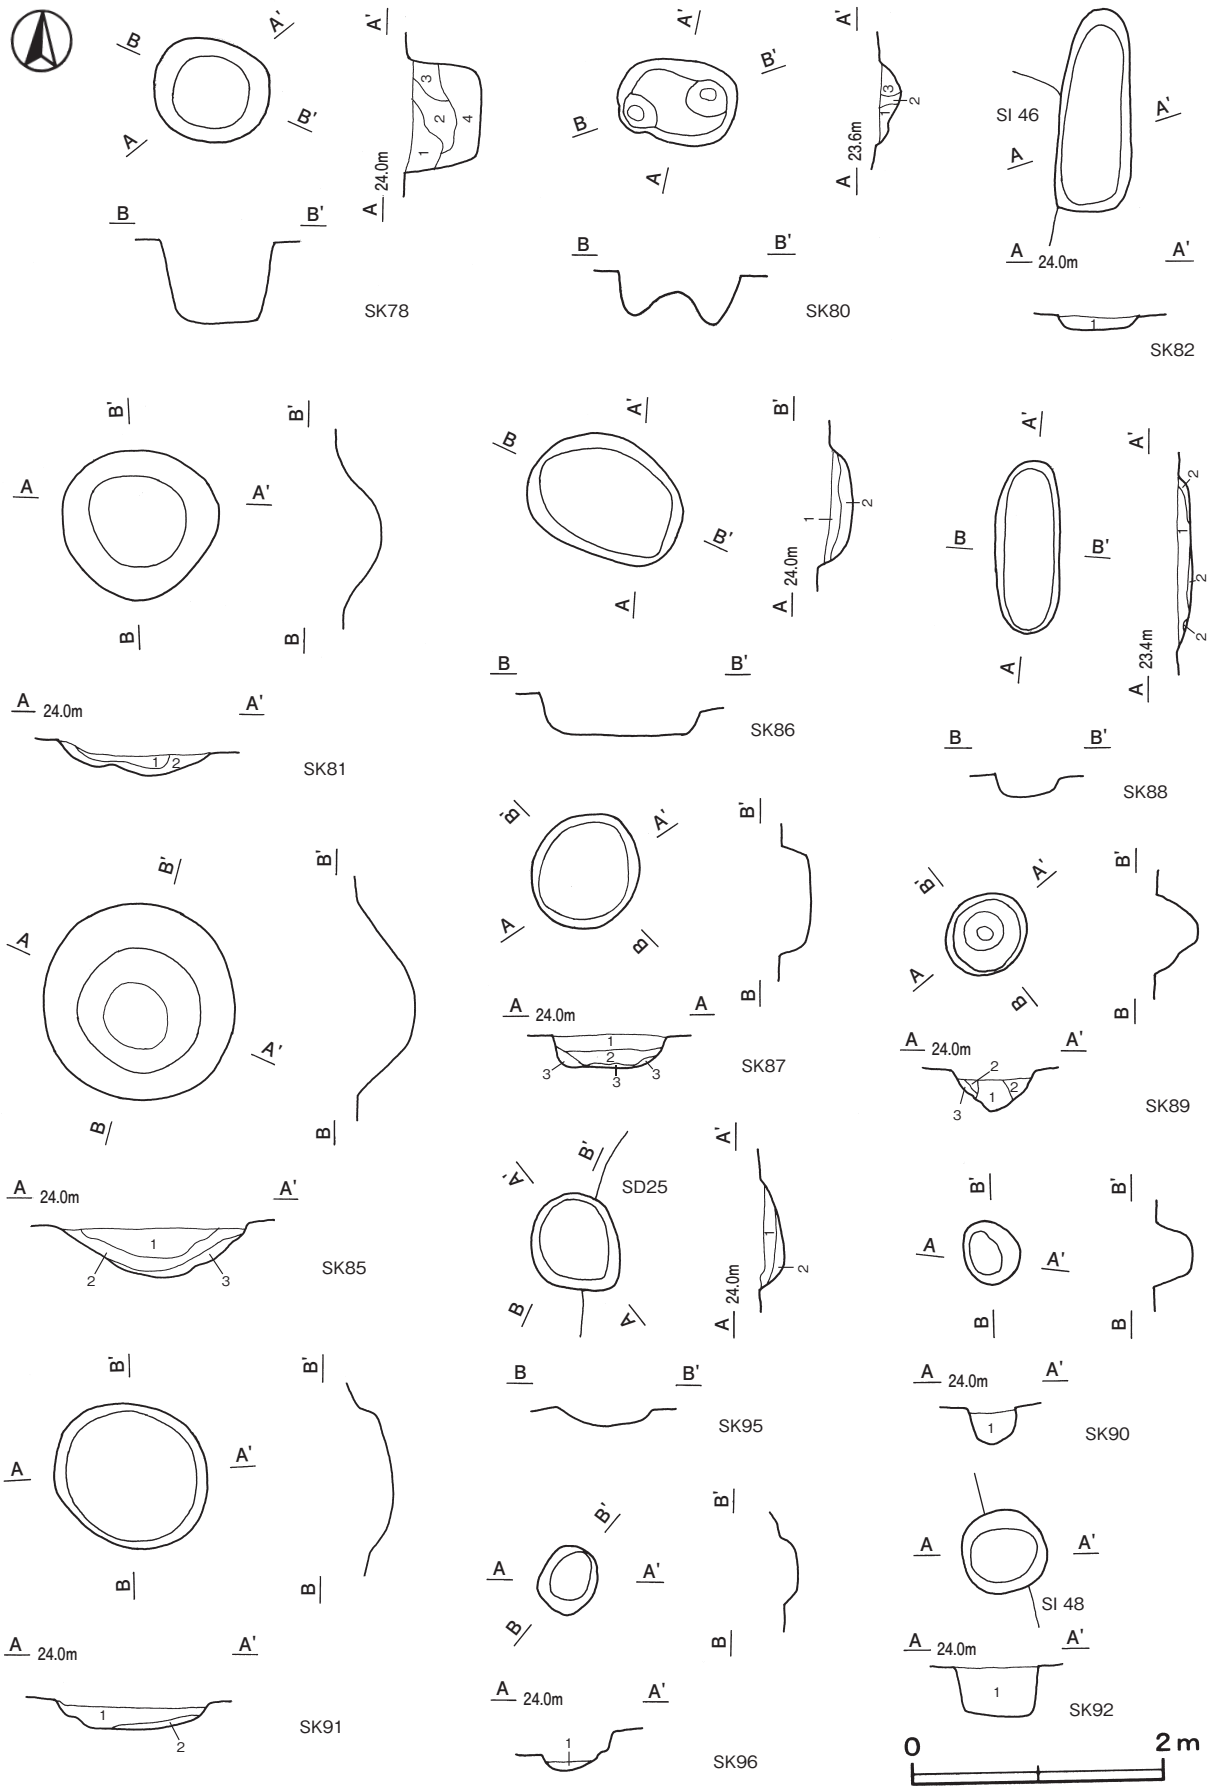 A'
B
A
B'
B
B'
A'
3
2
4
1
A 24.0m
SK78
A'
B'
B
A
A'
3
2
1
A 23.6m
B
B'
SK80
SI 46
A
A'
A 24.0m
A'
1
SK82
B'
A
A'
B
B'
B
A 24.0m
A'
1
2
SK81
A'
B
B'
A
B'
1
2
A 24.0m
B
B'
SK86
A'
B
B'
A
A'
2
1
2
2
A 23.4m
B
B'
SK88
B'
A
A'
B
B'
B
A 24.0m
A'
1
2
3
SK85
B'
A'
A
B
B'
B
A 24.0m
A
1
2
3
3
3
SK87
B'
A'
A
B
B'
B
A 24.0m
A'
2
2
1
3
SK89
A'
B'
SD25
B
A
A'
1
2
A 24.0m
B
B'
SK95
B'
A
A'
B
B'
B
A 24.0m
A'
1
SK90
B'
A
A'
B
B'
B
A 24.0m
A'
1
2
SK91
B'
A
A'
B
B'
B
A 24.0m
A'
1
SK96
A
A'
SI 48
A 24.0m
A'
1
SK92
0
2 m